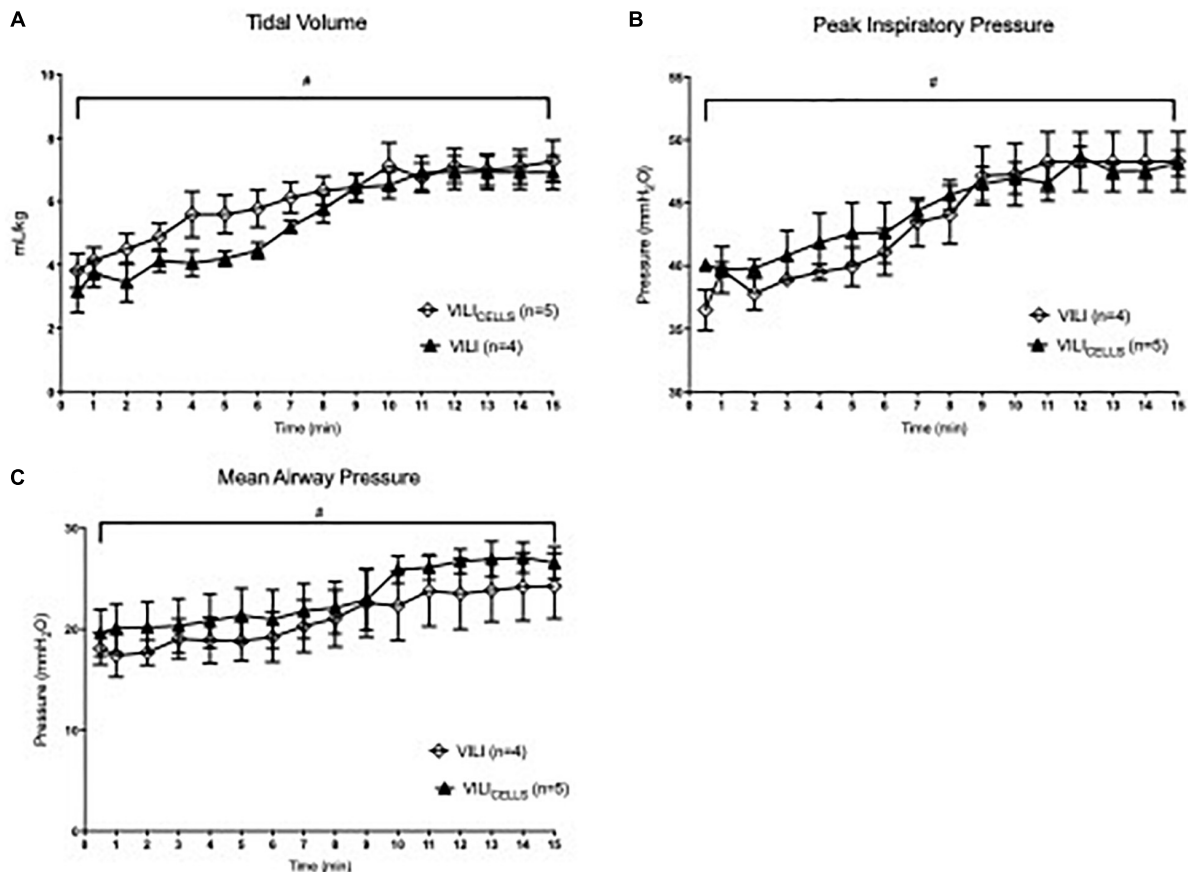 A
Tidal Volume
#
mL/kg
10
8
6
4
2
0
VILICELLS (n=5)
VILI (n=4)
0 1 2 3 4 5 6 7 8 9 10 11 12 13 14 15
Time (min)
B
Peak Inspiratory Pressure
#
Pressure (mmH2O)
55
50
45
40
35
30
VILI (n=4)
VILICELLS (n=5)
0 1 2 3 4 5 6 7 8 9 10 11 12 13 14 15
Time (min)
C
Mean Airway Pressure
#
Pressure (mmH2O)
30
20
10
0
VILI (n=4)
VILICELLS (n=5)
0 1 2 3 4 5 6 7 8 9 10 11 12 13 14 15
Time (min)